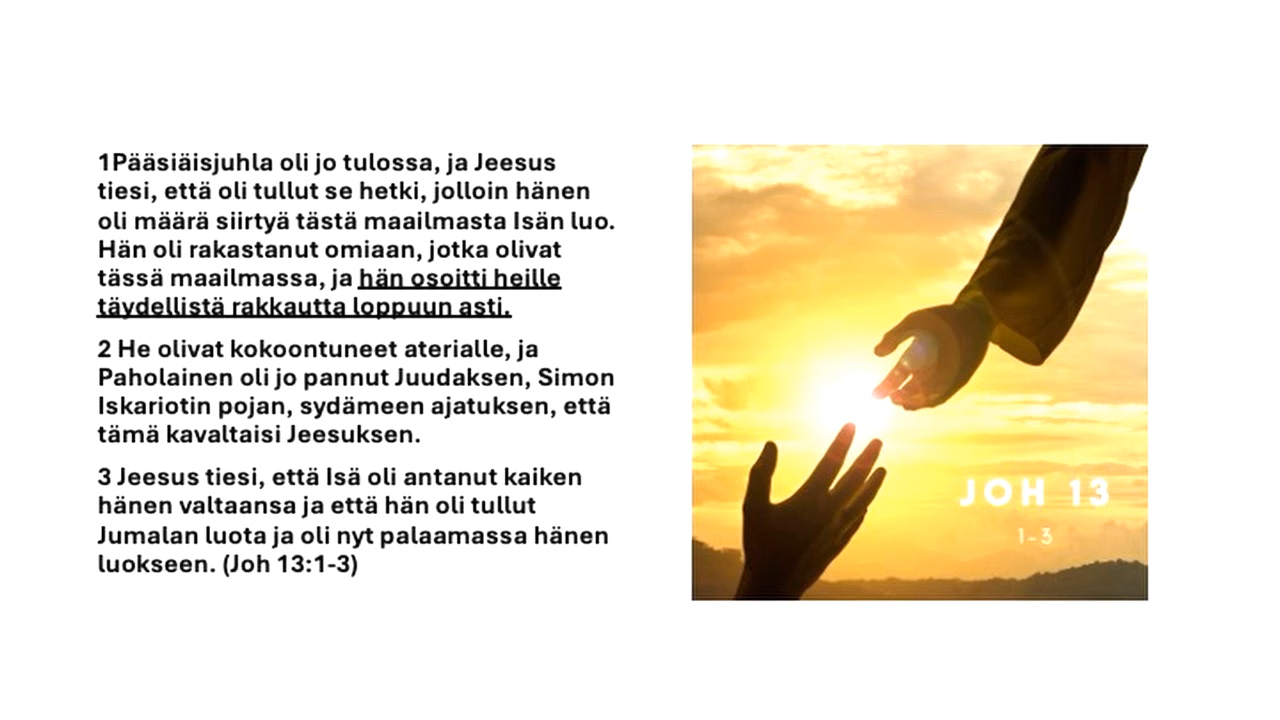 1Pääsiäisjuhla oli jo tulossa, ja Jeesus
tiesi, että oli tullut se hetki, jolloin hänen
oli määrä siirtyä tästä maailmasta Isän luo.
Hän oli rakastanut omiaan, jotka olivat
tässä maailmassa, ja hän osoitti heille
täydellistä rakkautta loppuun asti.
2 He olivat kokoontuneet aterialle, ja
Paholainen oli jo pannut Juudaksen, Simon
Iskariotin pojan, sydämeen ajatuksen, että
tämä kavaltaisi Jeesuksen.
3 Jeesus tiesi, että Isä oli antanut kaiken
hänen valtaansa ja että hän oli tullut
Jumalan luota ja oli nyt palaamassa hänen
luokseen. (Joh 13:1-3)
JOH 13
1-3